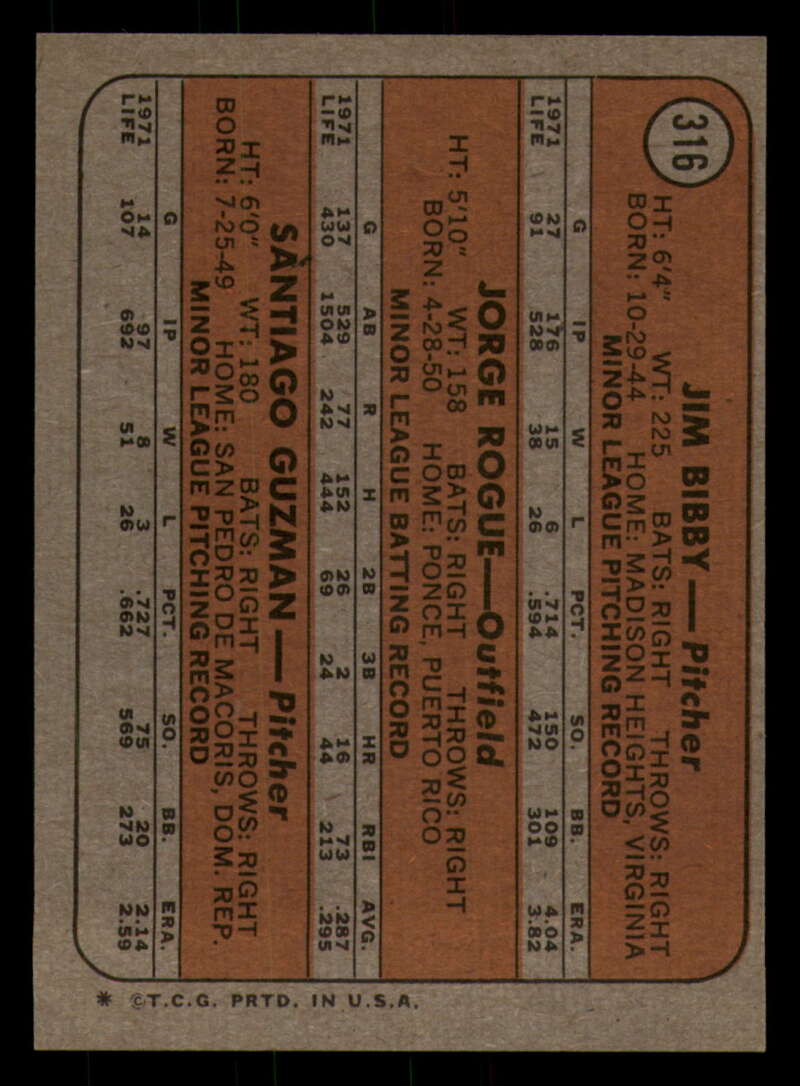 316
JIM BIBBY—Pitcher
HT: 6'4" WT: 225 BATS: RIGHT THROWS: RIGHT
BORN: 10-29-44 HOME: MADISON HEIGHTS, VIRGINIA
MINOR LEAGUE PITCHING RECORD
G IP W L PCT. SO. BB. ERA.
1971 27 176 15 6 .714 150 109 4.04
LIFE 91 528 38 26 .594 472 301 3.82
JORGE ROGUE—Outfield
HT: 5'10" WT: 158 BATS: RIGHT THROWS: RIGHT
BORN: 4-28-50 HOME: PONCE, PUERTO RICO
MINOR LEAGUE BATTING RECORD
G AB R H 2B 3B HR RBI AVG.
1971 137 529 77 152 26 2 16 73 .287
LIFE 430 1504 242 444 69 24 44 213 .295
SANTIAGO GUZMAN—Pitcher
HT: 6'0" WT: 180 BATS: RIGHT THROWS: RIGHT
BORN: 7-25-49 HOME: SAN PEDRO DE MACORIS, DOM. REP.
MINOR LEAGUE PITCHING RECORD
G IP W L PCT. SO. BB. ERA.
1971 14 97 8 3 .727 75 20 2.14
LIFE 107 692 51 26 .662 569 273 2.59
* ©T.C.G. PRTD. IN U.S.A.